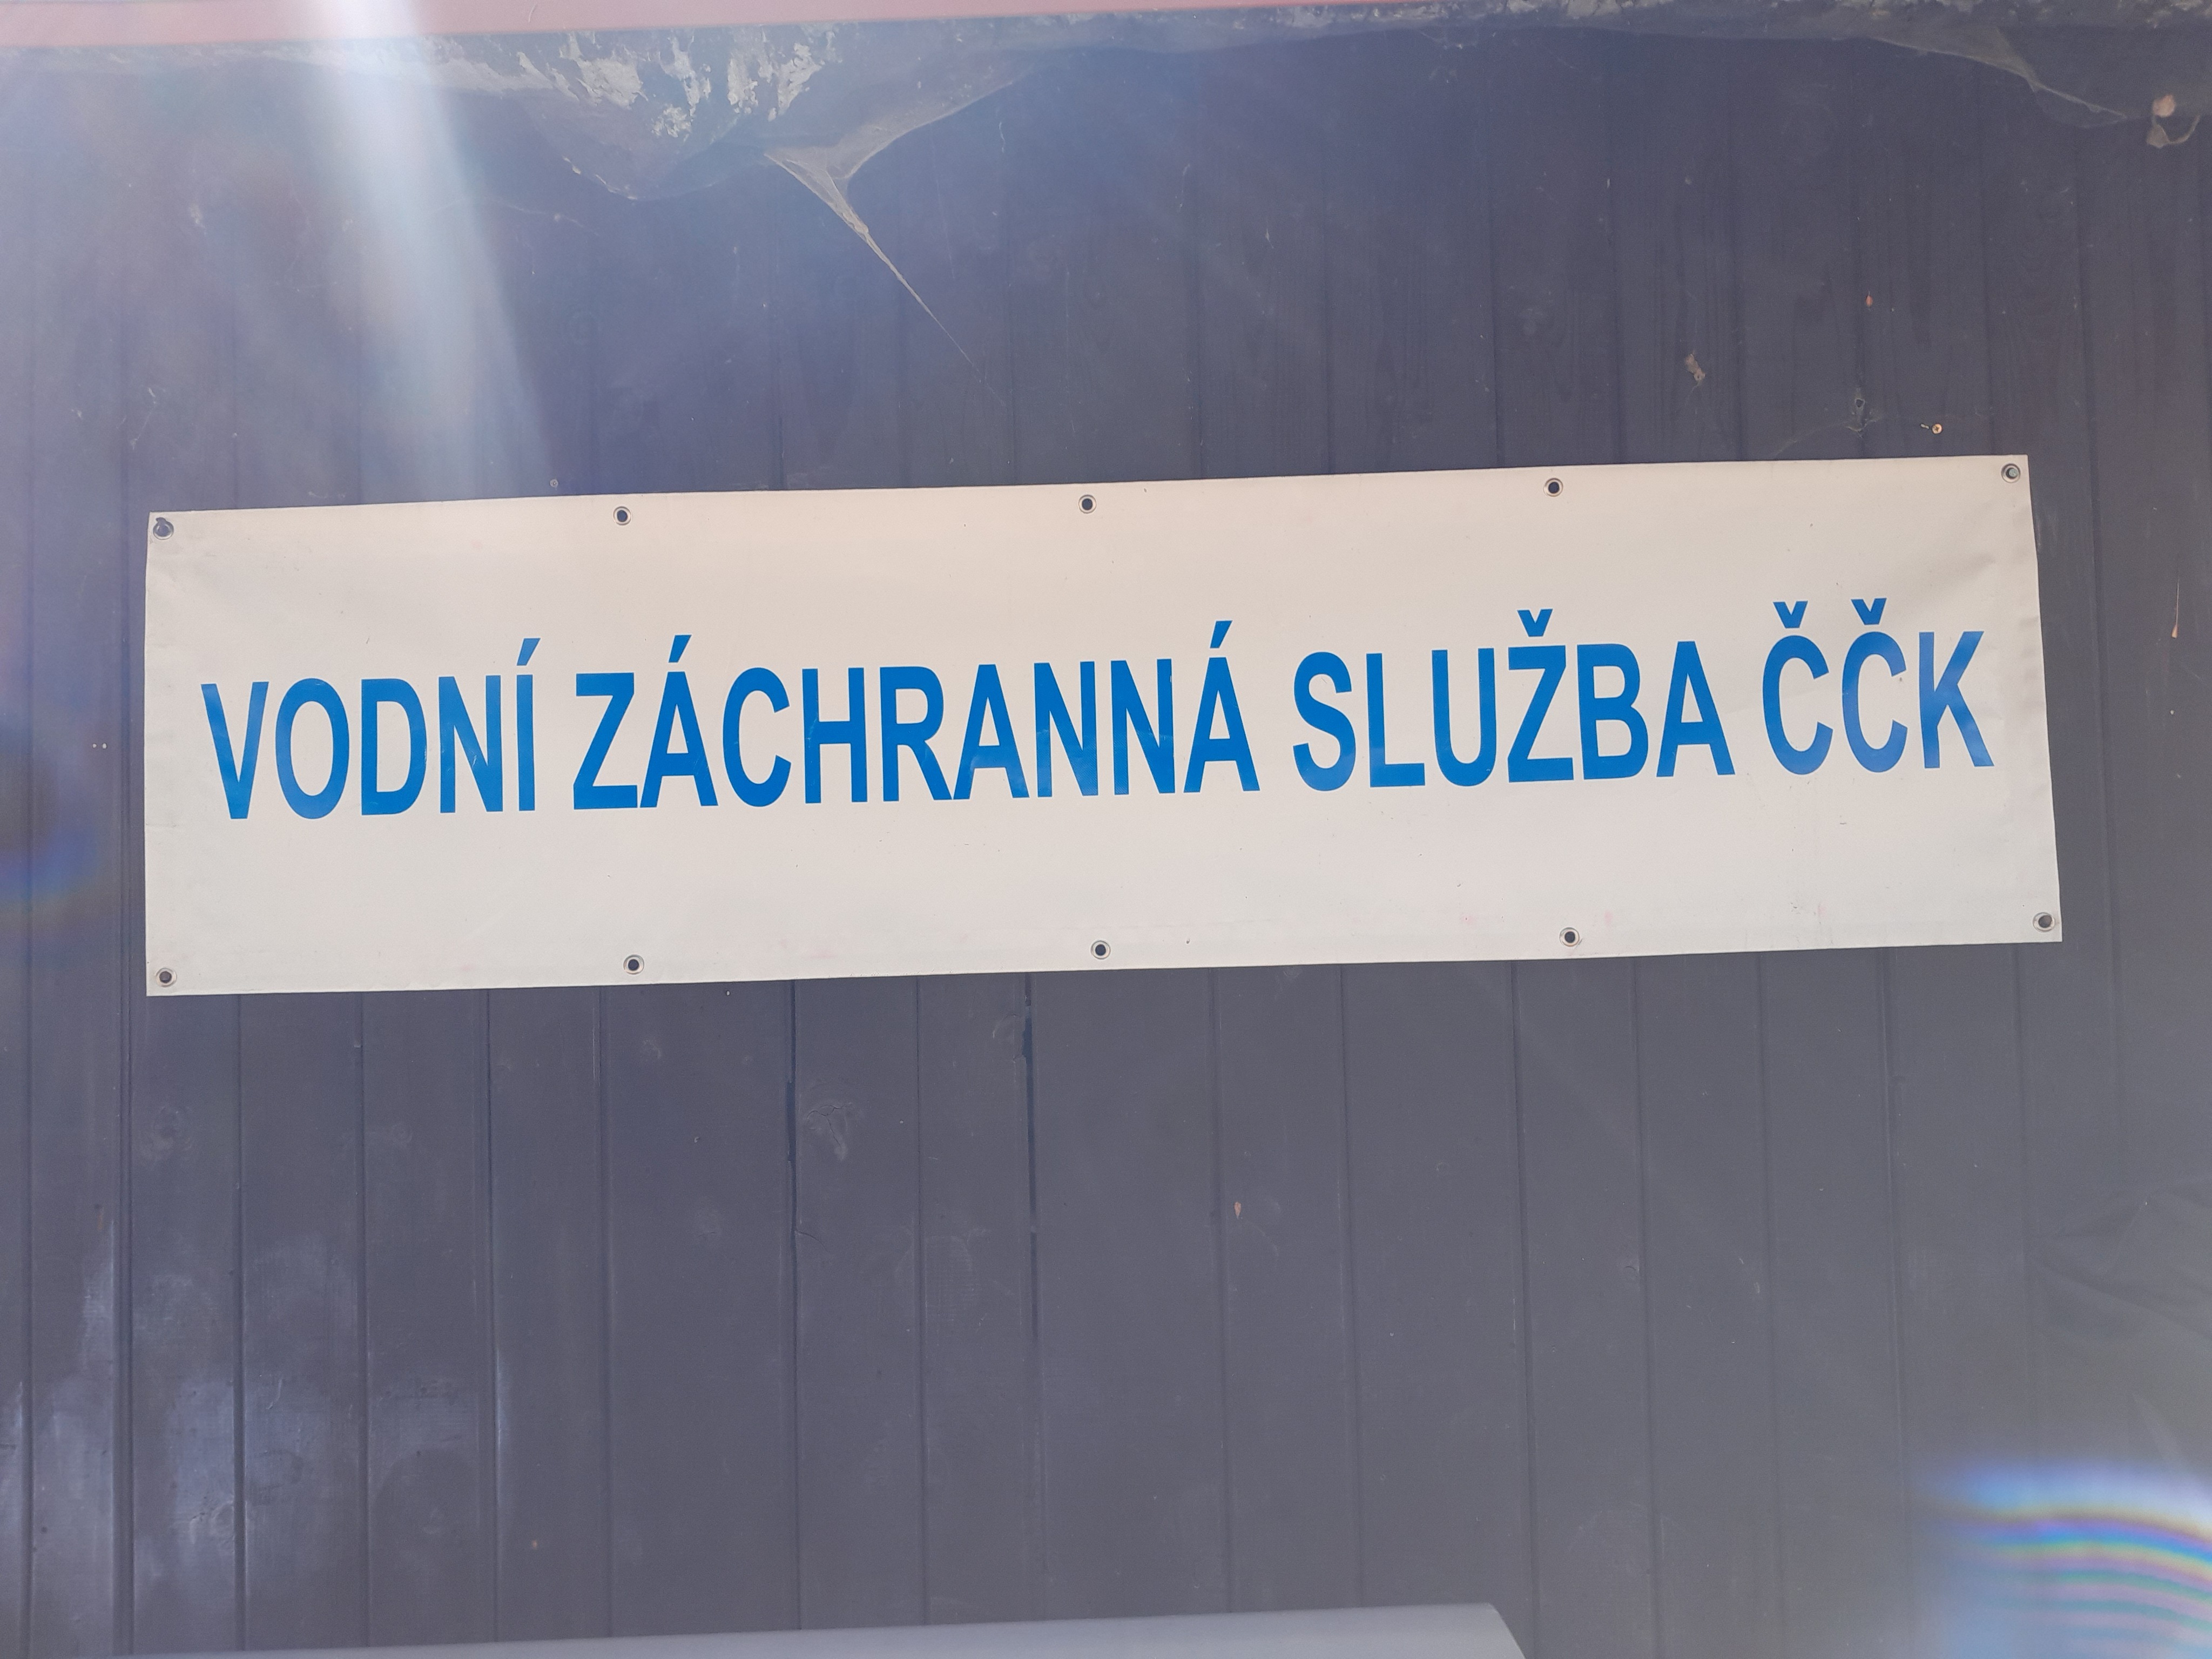 VODNÍ ZÁCHRANNÁ SLUŽBA ČČK